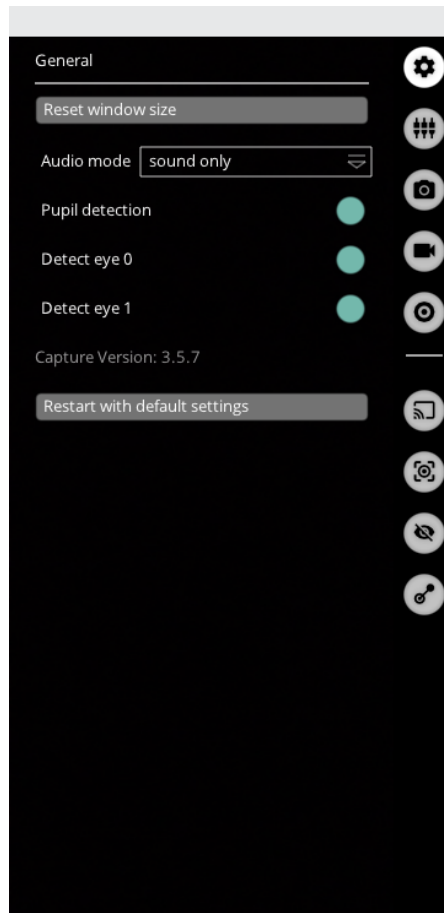 General
Reset window size
Audio mode sound only
Pupil detection
Detect eye 0
Detect eye 1
Capture Version: 3.5.7
Restart with default settings